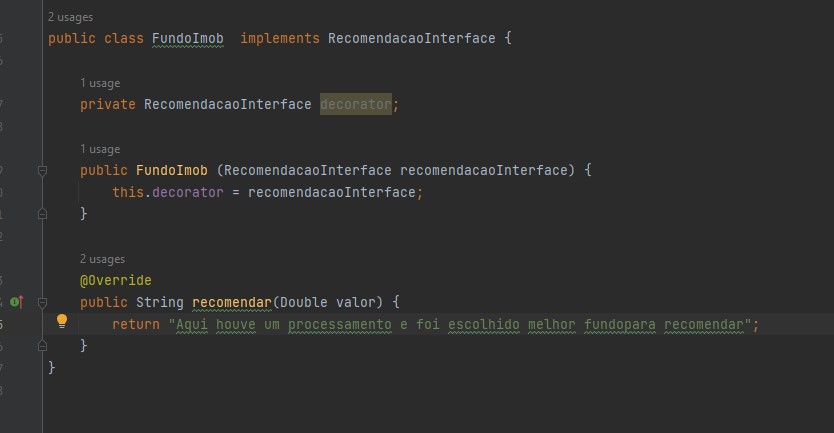 2 usages
public class FundoImob  implements RecomendacaoInterface {
1 usage
private RecomendacaoInterface decorator;
1 usage
public FundoImob (RecomendacaoInterface recomendacaoInterface) {
this.decorator = recomendacaoInterface;
}
2 usages
@Override
public String recomendar(Double valor) {
return "Aqui houve um processamento e foi escolhido melhor fundopara recomendar";
}
}